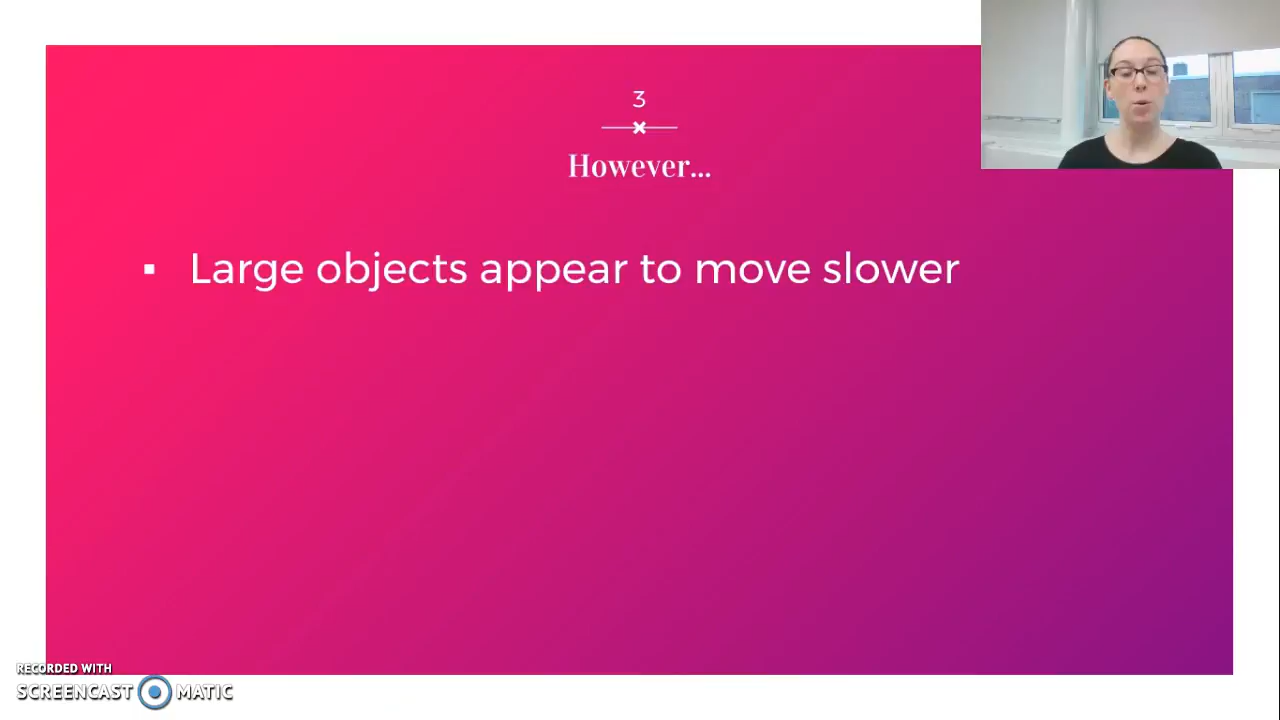 3
However...
▪ Large objects appear to move slower
RECORDED WITH
SCREENCAST MATIC